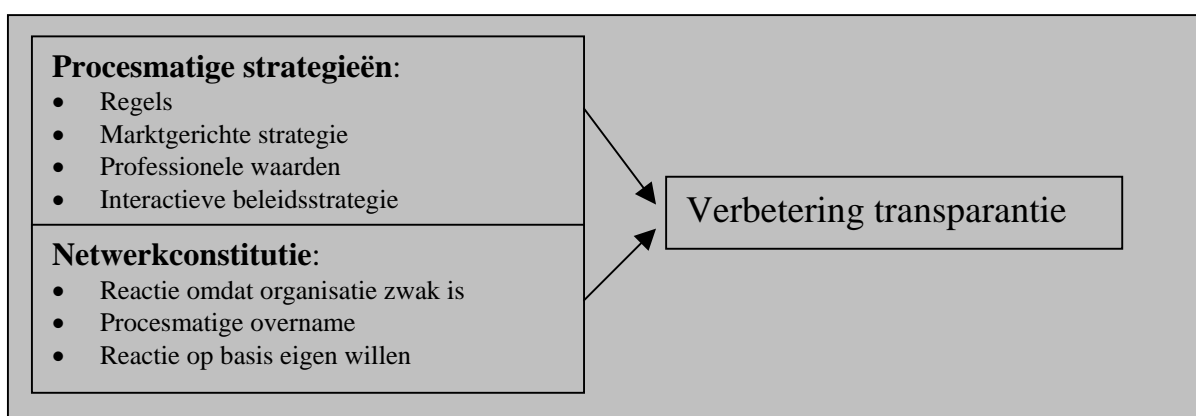 Procesmatige strategieën:
• Regels
• Marktgerichte strategie
• Professionele waarden
• Interactieve beleidsstrategie
Netwerkconstitutie:
• Reactie omdat organisatie zwak is
• Procesmatige overname
• Reactie op basis eigen willen
Verbetering transparantie